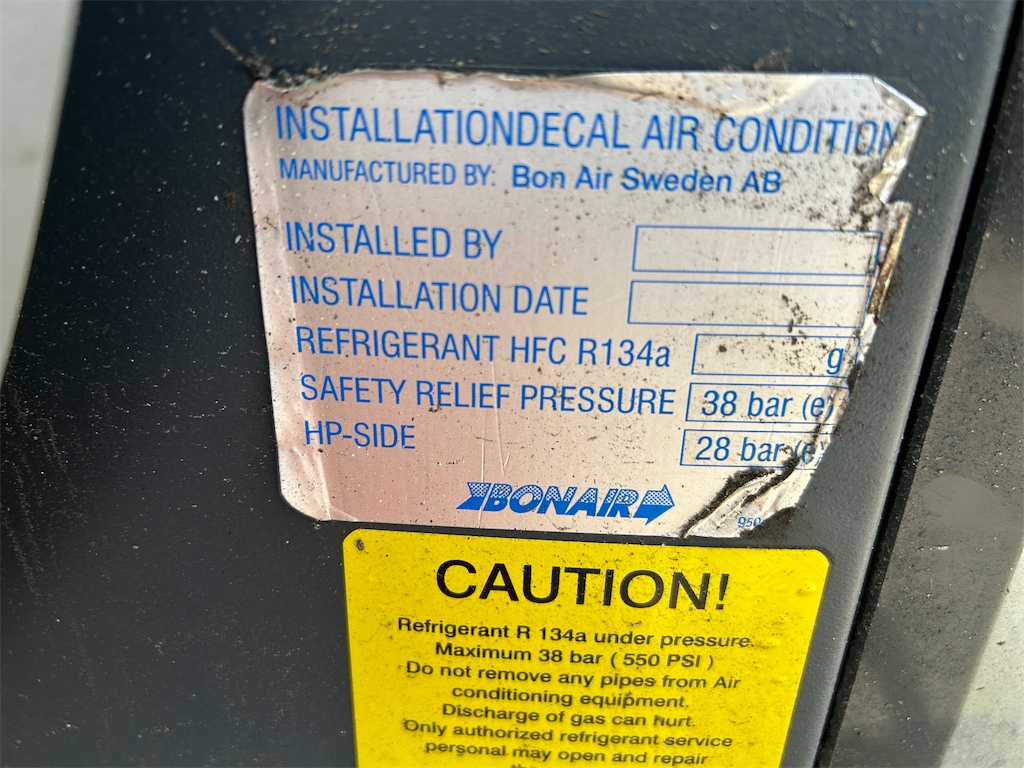 INSTALLATIONDECAL AIR CONDITION
MANUFACTURED BY: Bon Air Sweden AB
INSTALLED BY
INSTALLATION DATE
REFRIGERANT HFC R134a g
SAFETY RELIEF PRESSURE 38 bar (e)
HP-SIDE 28 bar (e
BONAIR
950
CAUTION!
Refrigerant R 134a under pressure.
Maximum 38 bar ( 550 PSI )
Do not remove any pipes from Air
conditioning equipment.
Discharge of gas can hurt.
Only authorized refrigerant service
personal may open and repair